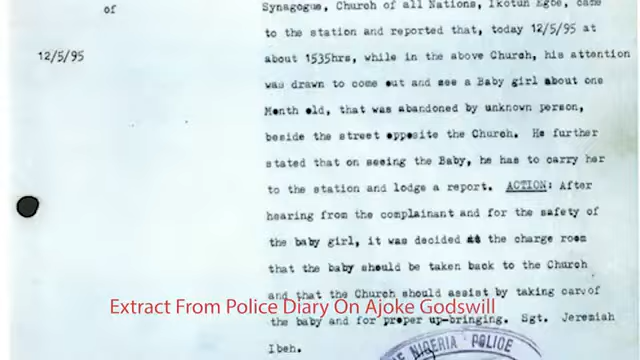 of
Synagogue, Church of all Nations, Ikotun Egbe, came
to the station and reported that, today 12/5/95 at
12/5/95
about 1535hrs, while in the above Church, his attention
was drawn to come out and see a Baby girl about one
Month old, that was abandoned by unknown person,
beside the street opposite the Church. He further
stated that on seeing the Baby, he has to carry her
to the station and lodge a report. ACTION: After
hearing from the complainant and for the safety of
the baby girl, it was decided at the charge room
that the baby should be taken back to the Church
and that the Church should assist by taking care of
Extract From Police Diary On Ajoke Godswill
the baby and for proper up-bringing. Sgt. Jeremiah
Ibeh.
NIGERIA POLICE